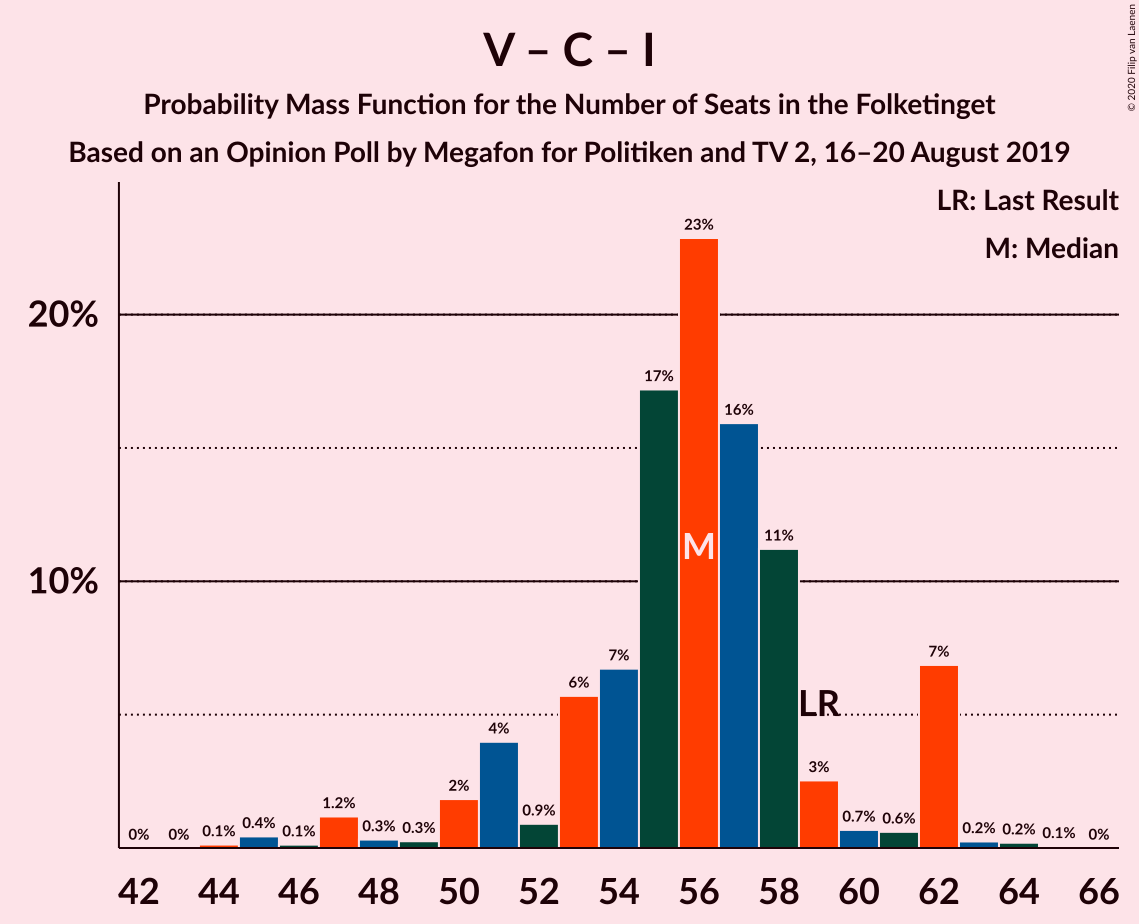 V – C – I
Probability Mass Function for the Number of Seats in the Folketinget
Based on an Opinion Poll by Megafon for Politiken and TV 2, 16–20 August 2019
© 2020 Filip van Laenen
LR: Last Result
M: Median
20%
10%
0% 0% 0.1% 0.4% 0.1% 1.2% 0.3% 0.3% 2% 4% 0.9% 6% 7% 17% 23% 16% 11% 3% 0.7% 0.6% 7% 0.2% 0.2% 0.1% 0%
M
LR
42 44 46 48 50 52 54 56 58 60 62 64 66